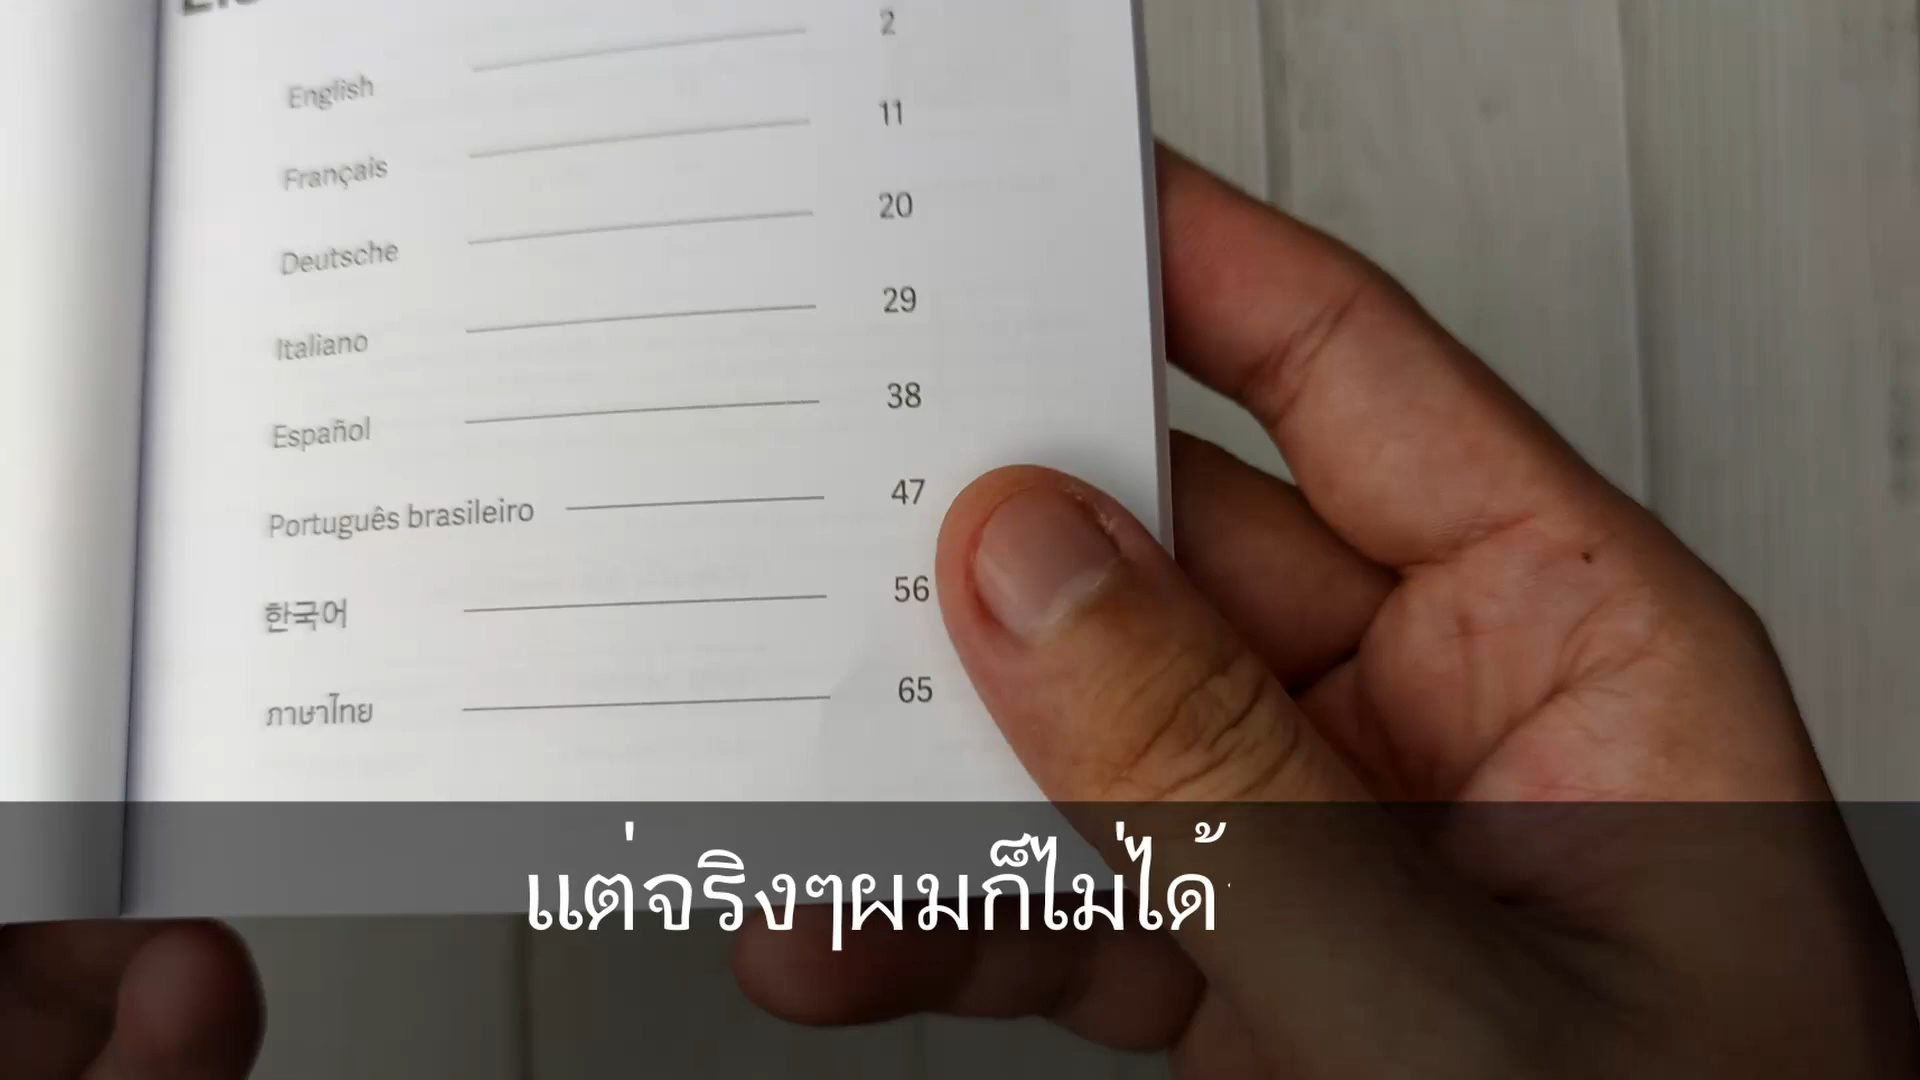 English 2
Français 11
Deutsche 20
Italiano 29
Español 38
Português brasileiro 47
한국어 56
ภาษาไทย 65
แต่จริงๆผมก็ไม่ได้